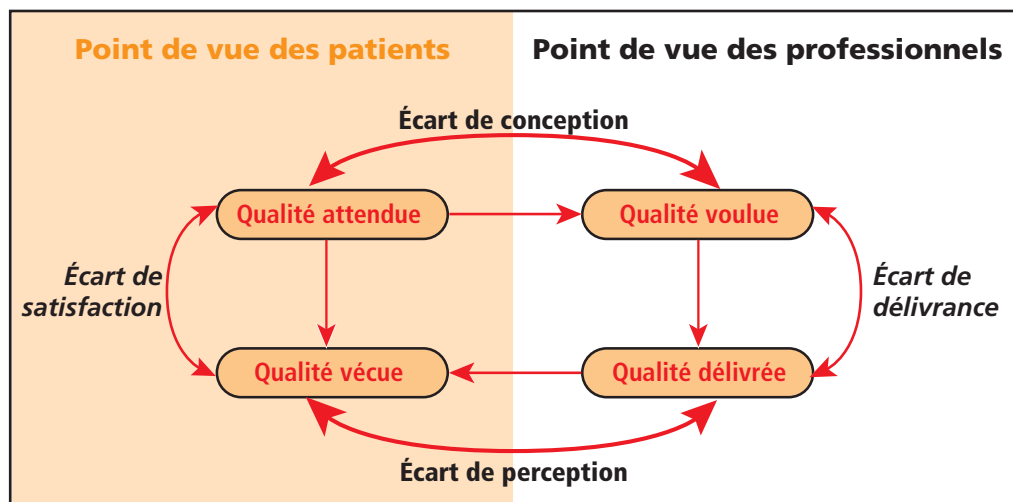 Point de vue des patients
Point de vue des professionnels
Écart de conception
Qualité attendue
Qualité voulue
Écart de
satisfaction
Écart de
délivrance
Qualité vécue
Qualité délivrée
Écart de perception